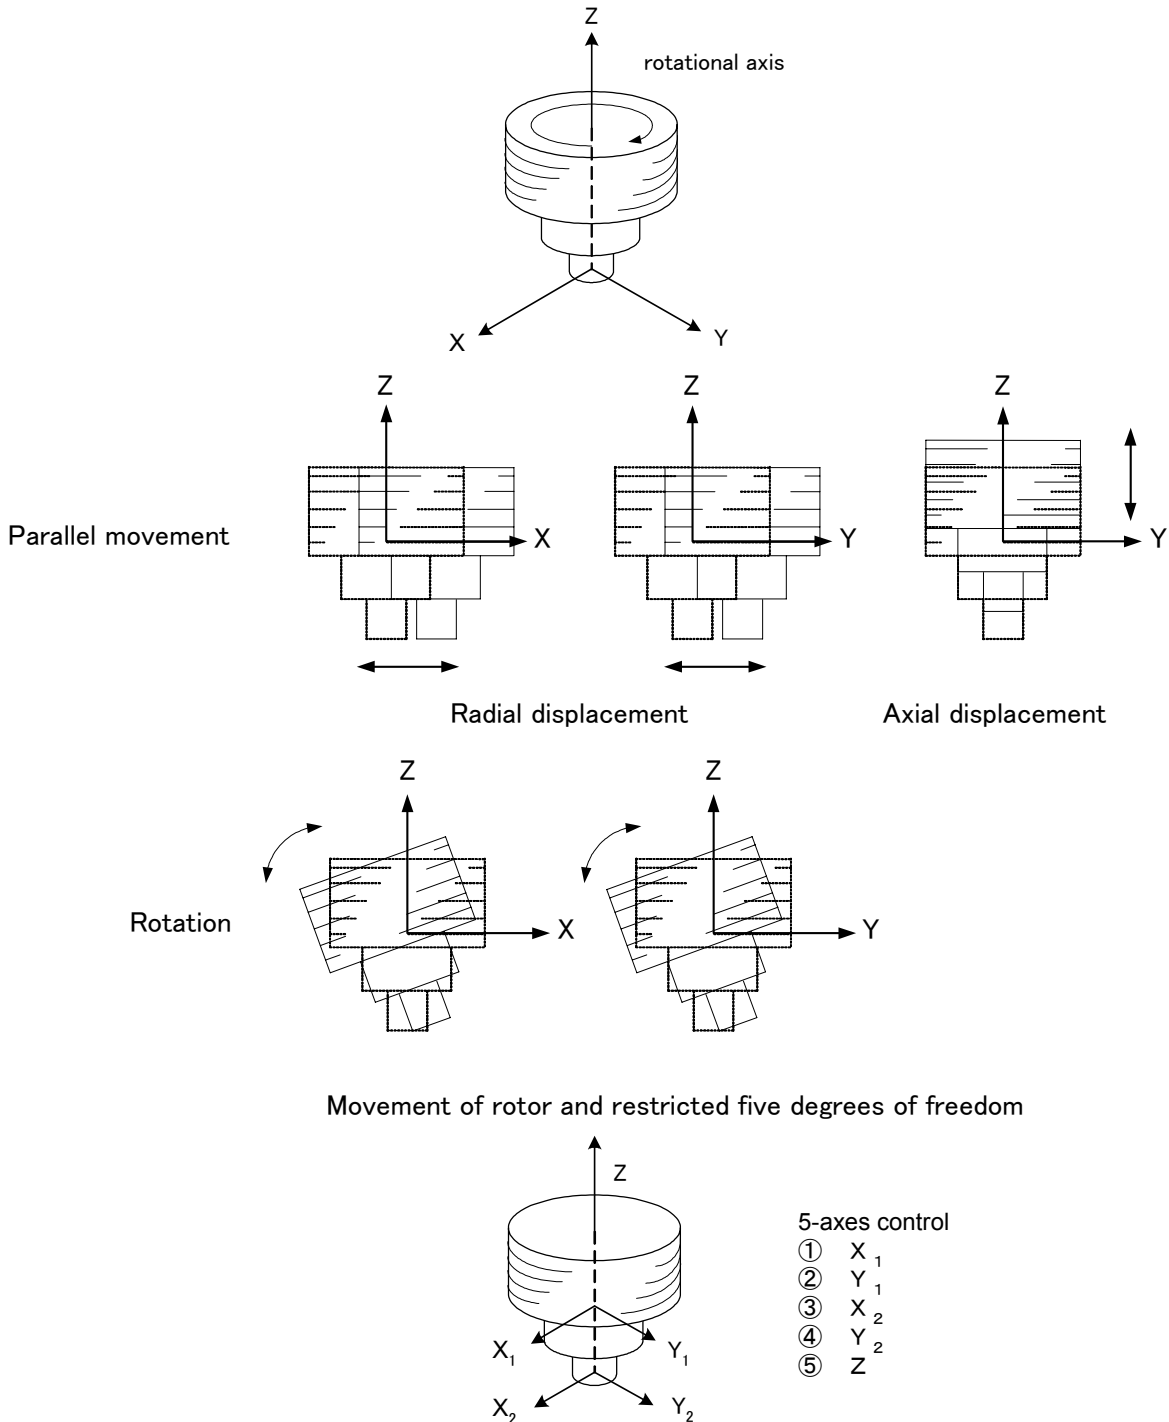 Z
rotational axis
X
Y
Z
Z
Z
Parallel movement
X
Y
Y
Radial displacement
Axial displacement
Z
Z
Rotation
X
Y
Movement of rotor and restricted five degrees of freedom
Z
5-axes control
① X₁
② Y₁
③ X₂
④ Y₂
⑤ Z
X₁
Y₁
X₂
Y₂